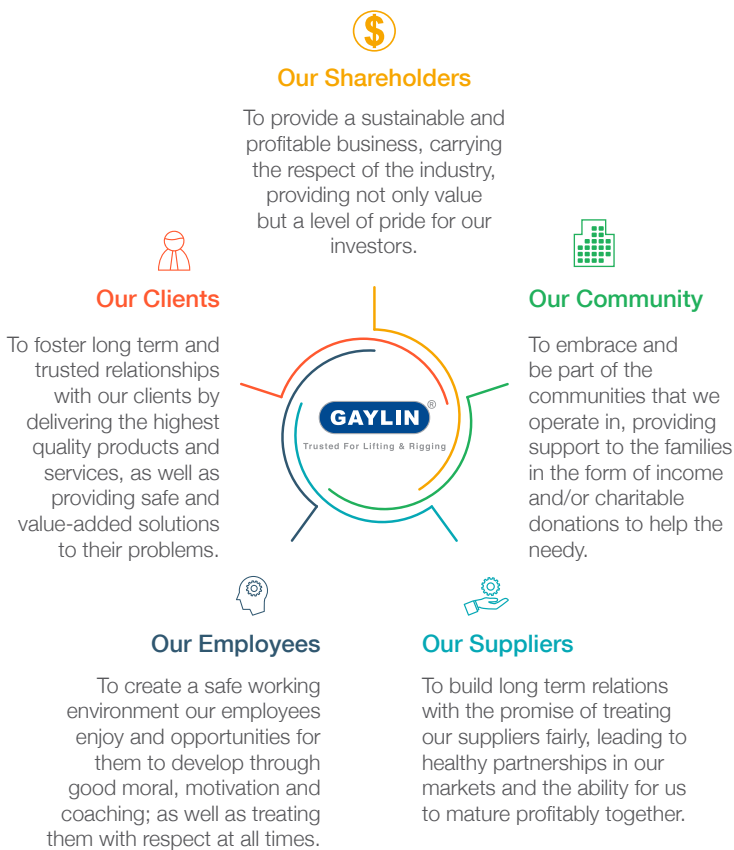 $
Our Shareholders
To provide a sustainable and
profitable business, carrying
the respect of the industry,
providing not only value
but a level of pride for our
investors.
Our Clients
To foster long term and
trusted relationships
with our clients by
delivering the highest
quality products and
services, as well as
providing safe and
value-added solutions
to their problems.
Our Community
To embrace and
be part of the
communities that we
operate in, providing
support to the families
in the form of income
and/or charitable
donations to help the
needy.
GAYLIN®
Trusted For Lifting & Rigging
Our Employees
To create a safe working
environment our employees
enjoy and opportunities for
them to develop through
good moral, motivation and
coaching; as well as treating
them with respect at all times.
Our Suppliers
To build long term relations
with the promise of treating
our suppliers fairly, leading to
healthy partnerships in our
markets and the ability for us
to mature profitably together.